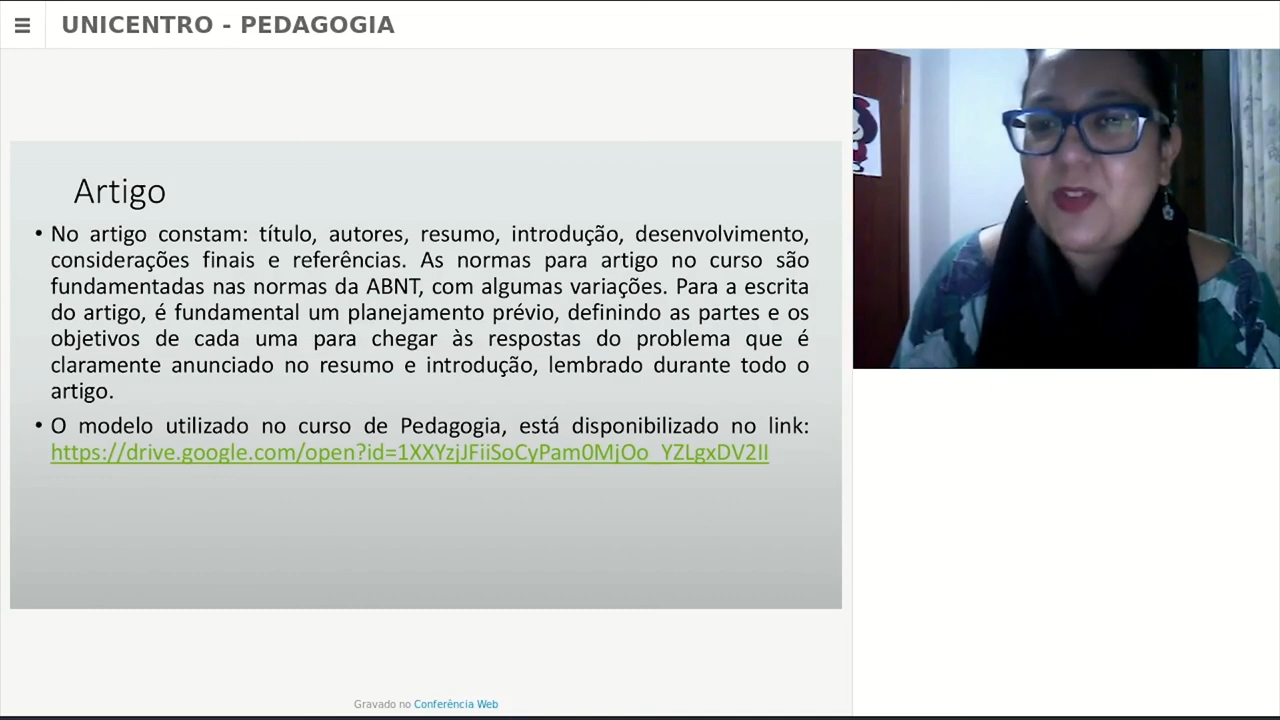 UNICENTRO - PEDAGOGIA
Artigo
• No artigo constam: título, autores, resumo, introdução, desenvolvimento,
considerações finais e referências. As normas para artigo no curso são
fundamentadas nas normas da ABNT, com algumas variações. Para a escrita
do artigo, é fundamental um planejamento prévio, definindo as partes e os
objetivos de cada uma para chegar às respostas do problema que é
claramente anunciado no resumo e introdução, lembrado durante todo o
artigo.
• O modelo utilizado no curso de Pedagogia, está disponibilizado no link:
https://drive.google.com/open?id=1XXYzjJFiiSoCyPam0MjOo_YZLgxDV2II
Gravado no Conferência Web